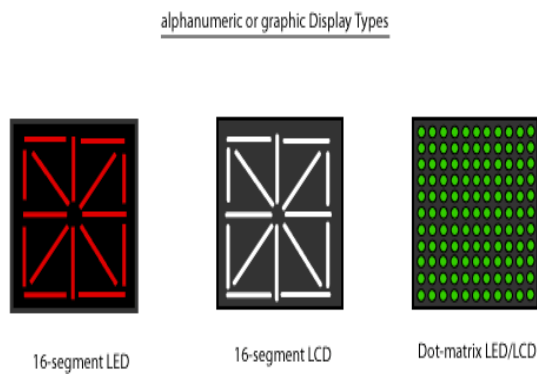 alphanumeric or graphic Display Types
16-segment LED
16-segment LCD
Dot-matrix LED/LCD